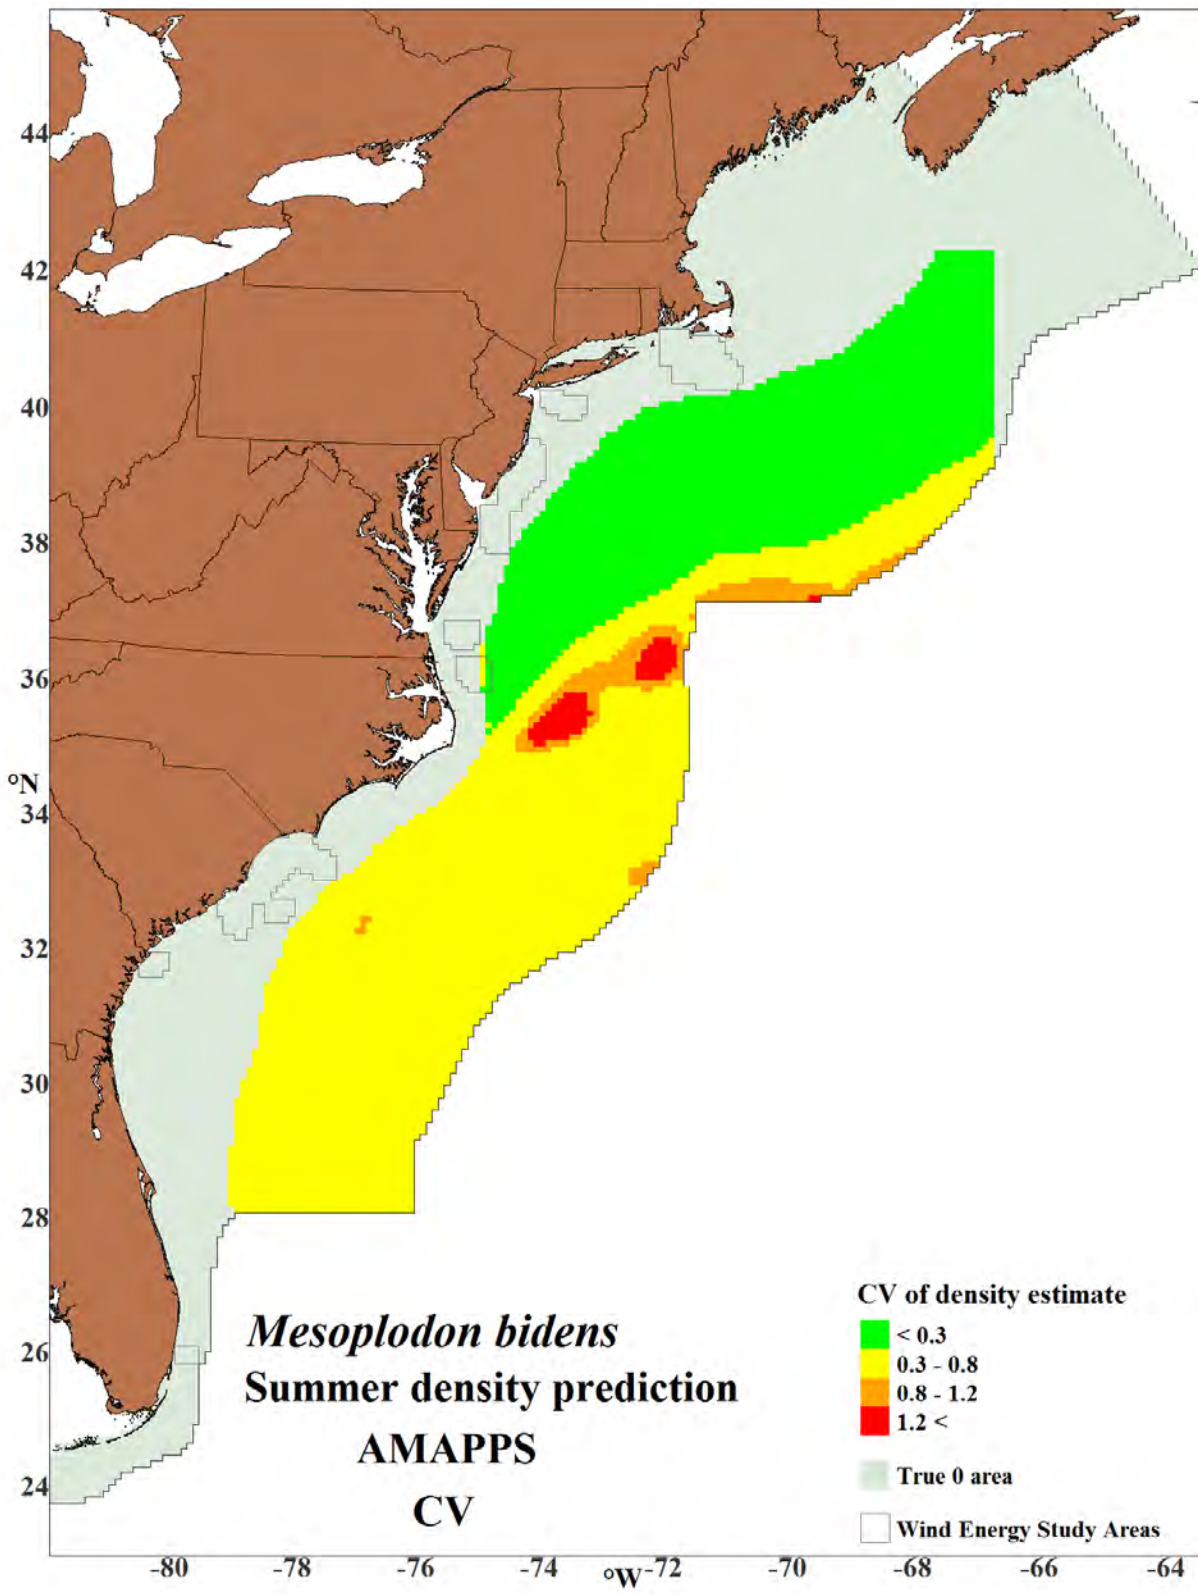 44
42
40
38
36
°N
34
32
30
28
26
24
Mesoplodon bidens
Summer density prediction
AMAPPS
CV
CV of density estimate
< 0.3
0.3 - 0.8
0.8 - 1.2
1.2 <
True 0 area
Wind Energy Study Areas
-80 -78 -76 -74 -72 -70 -68 -66 -64
°W